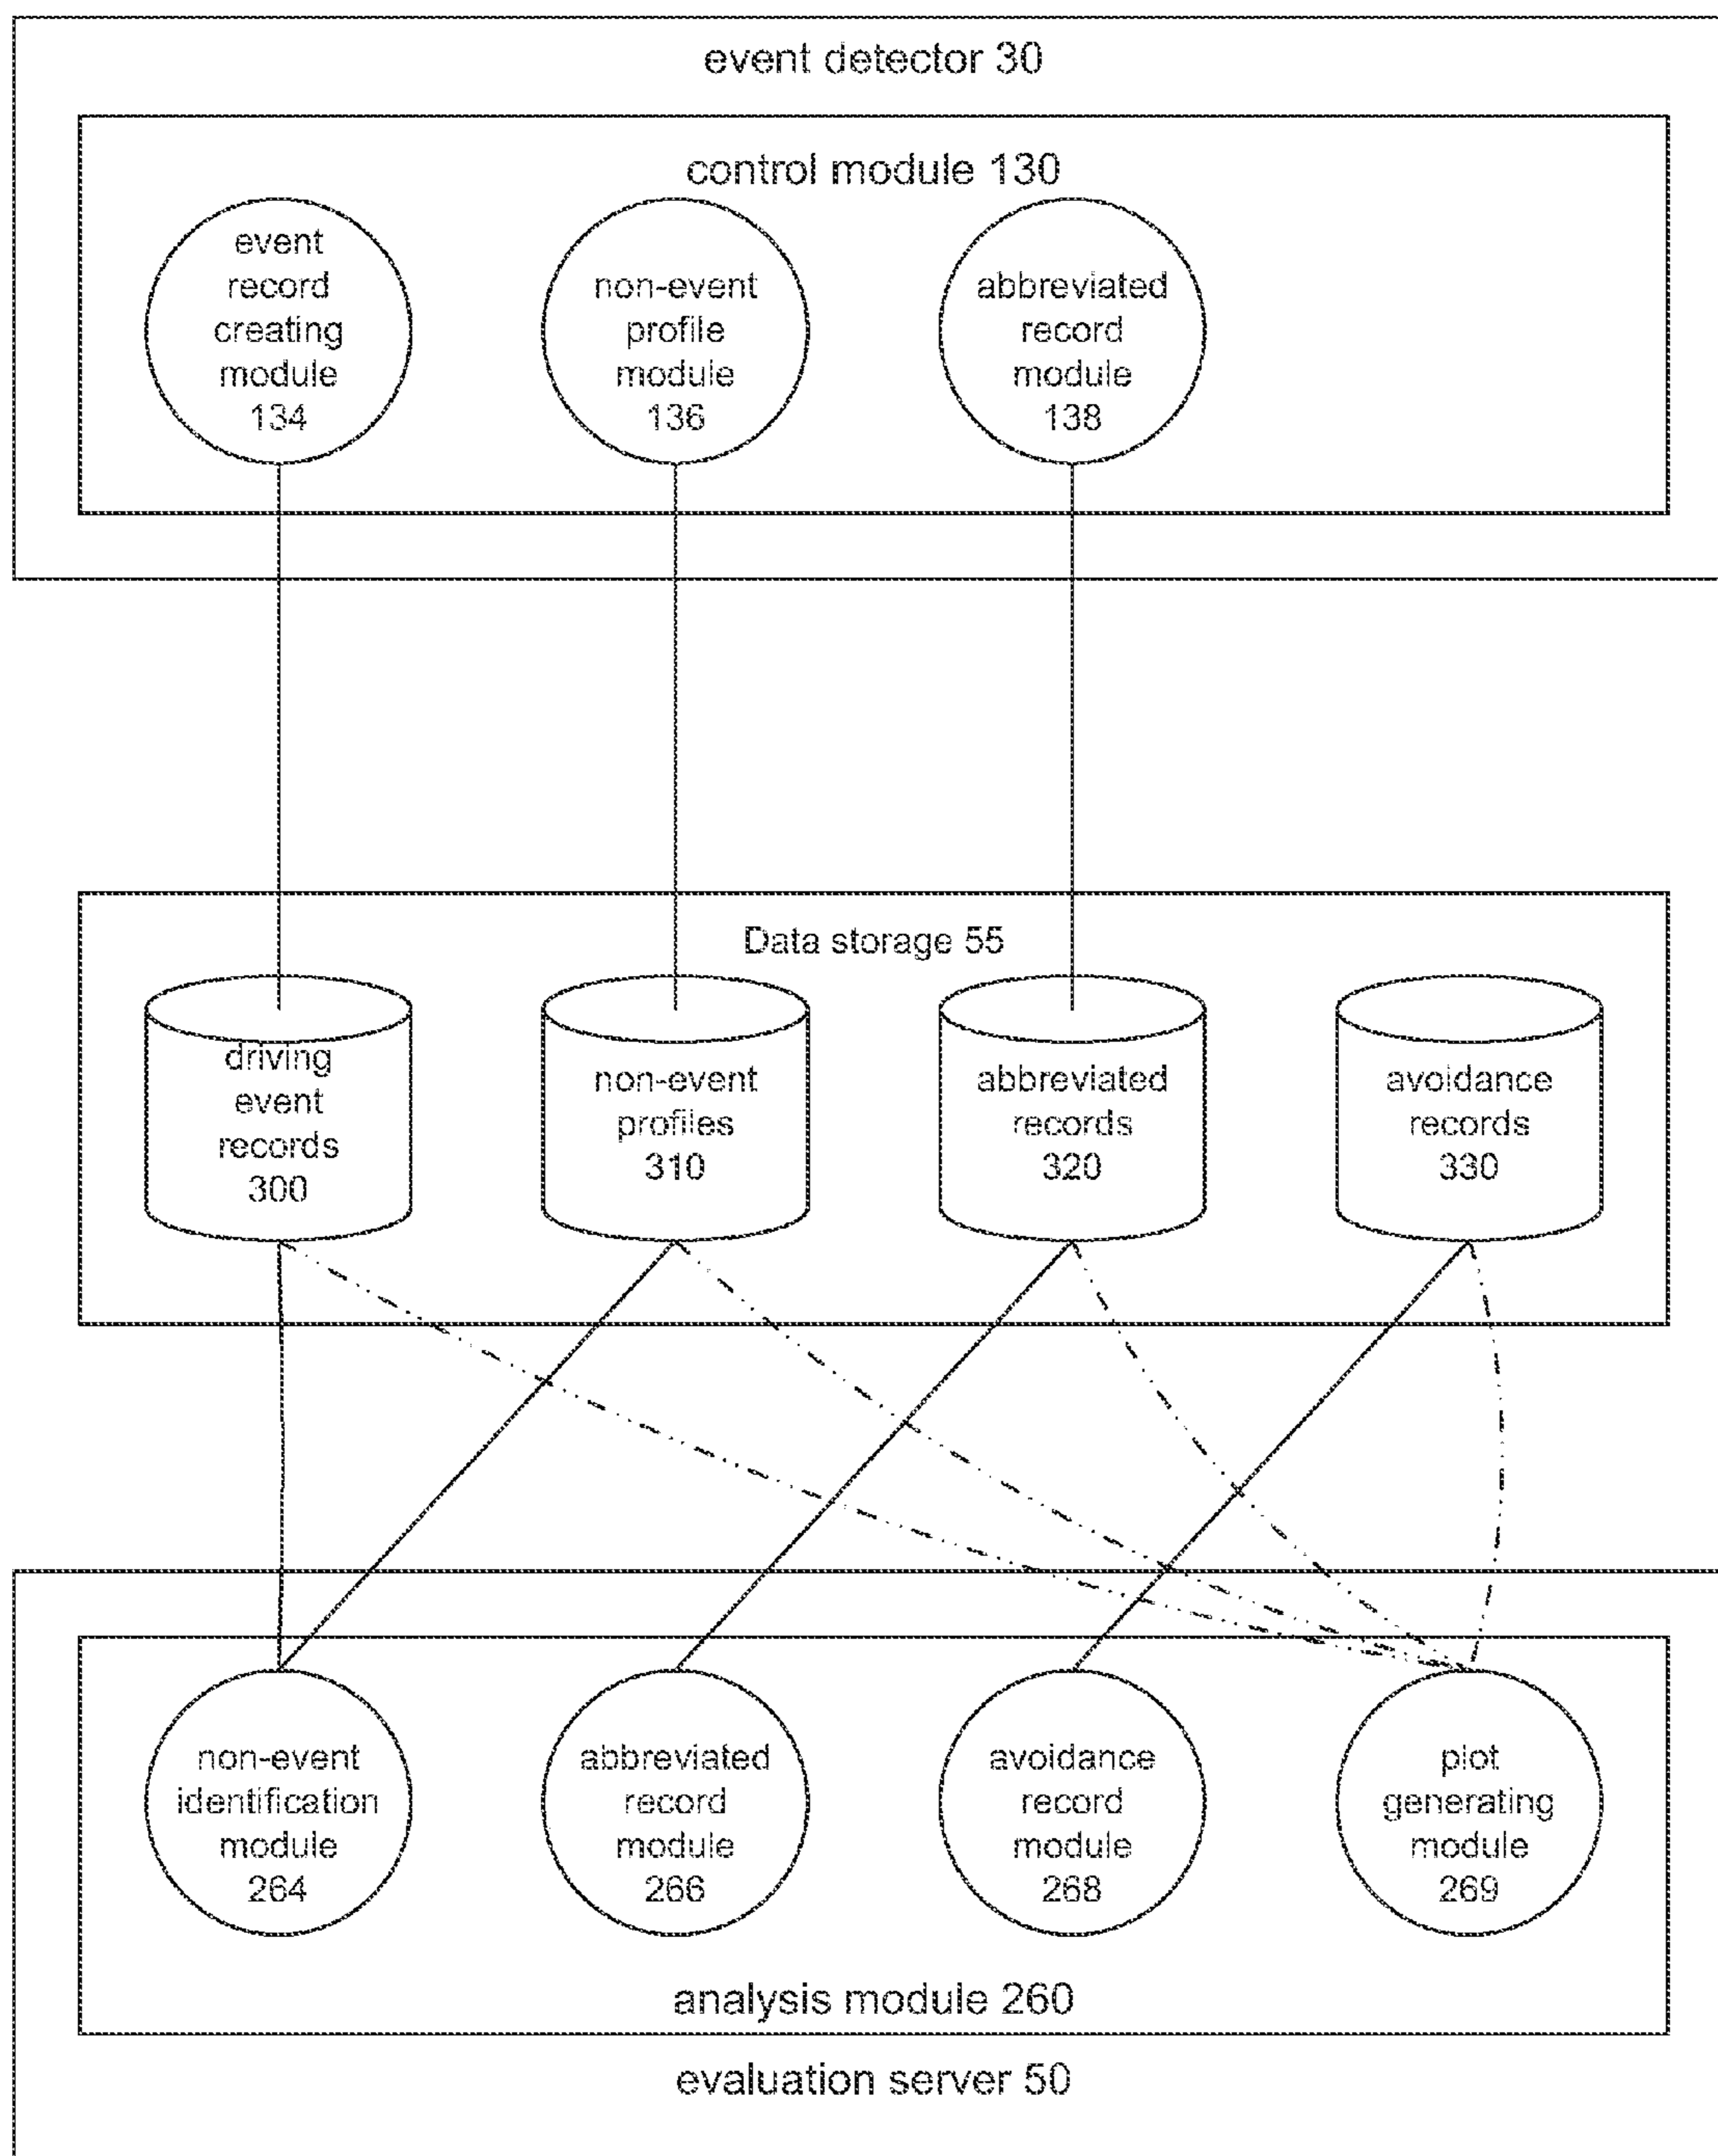 event detector 30
control module 130
event
record
creating
module
134
non-event
profile
module
136
abbreviated
record
module
138
Data storage 55
driving
event
records
300
non-event
profiles
310
abbreviated
records
320
avoidance
records
330
non-event
identification
module
264
abbreviated
record
module
266
avoidance
record
module
268
plot
generating
module
269
analysis module 260
evaluation server 50